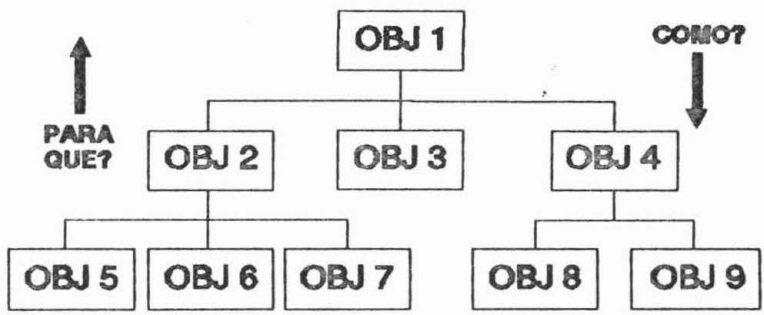 OBJ 1
COMO?
PARA
QUE?
OBJ 2
OBJ 3
OBJ 4
OBJ 5
OBJ 6
OBJ 7
OBJ 8
OBJ 9